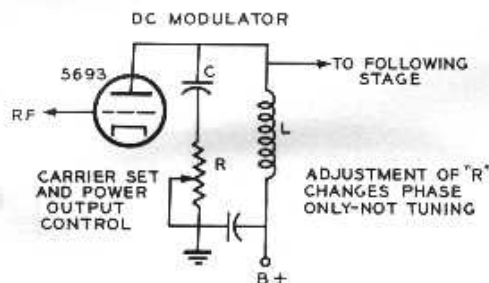 DC MODULATOR
5693
C
TO FOLLOWING
STAGE
RF
L
R
CARRIER SET
AND POWER
OUTPUT
CONTROL
ADJUSTMENT OF "R"
CHANGES PHASE
ONLY-NOT TUNING
B+